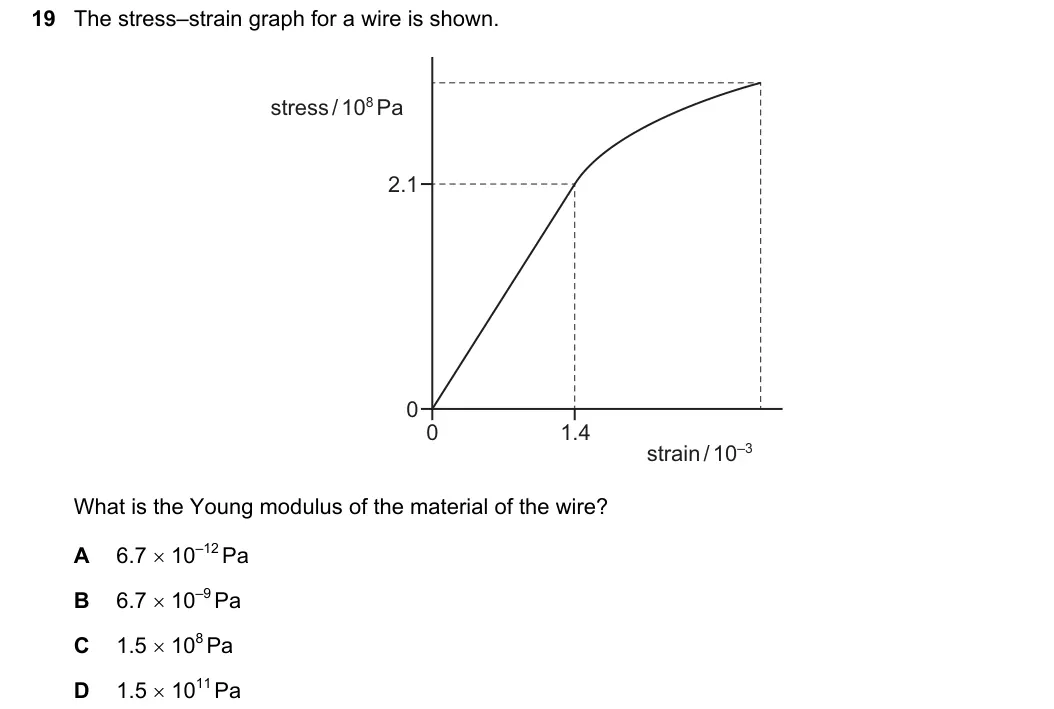 19 The stress–strain graph for a wire is shown.
stress / 10⁸ Pa
2.1
0
0
1.4
strain / 10⁻³
What is the Young modulus of the material of the wire?
A 6.7 × 10⁻¹² Pa
B 6.7 × 10⁻⁹ Pa
C 1.5 × 10⁸ Pa
D 1.5 × 10¹¹ Pa